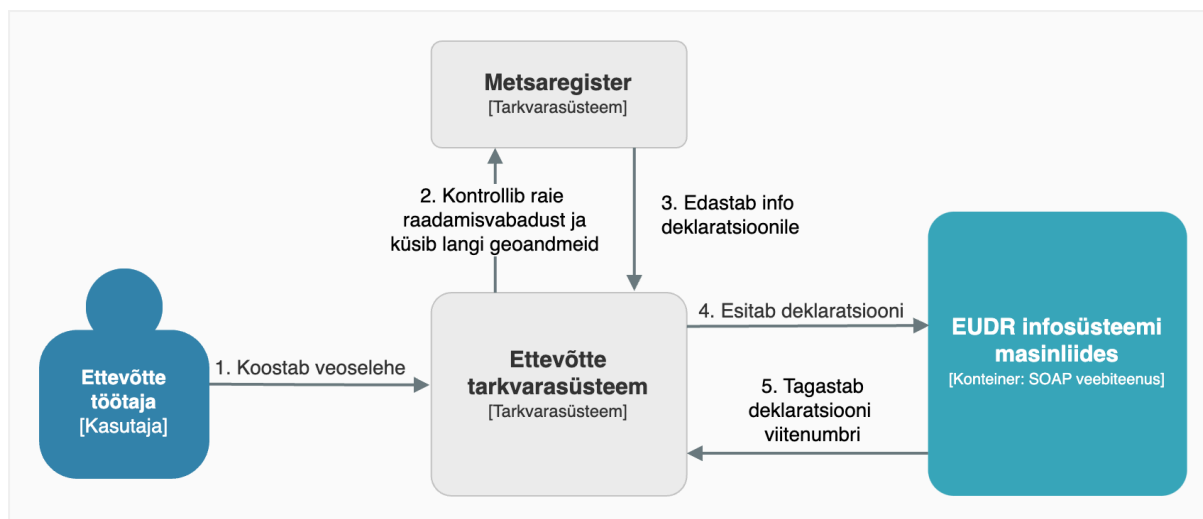 Metsaregister
[Tarkvarasüsteem]
2. Kontrollib raie
raadamisvabadust ja
küsib langi geoandmeid
3. Edastab info
deklaratsioonile
Ettevõtte
töötaja
[Kasutaja]
1. Koostab veoselehe
Ettevõtte
tarkvarasüsteem
[Tarkvarasüsteem]
4. Esitab deklaratsiooni
5. Tagastab
deklaratsiooni
viitenumbri
EUDR infosüsteemi
masinliides
[Konteiner: SOAP veebiteenus]